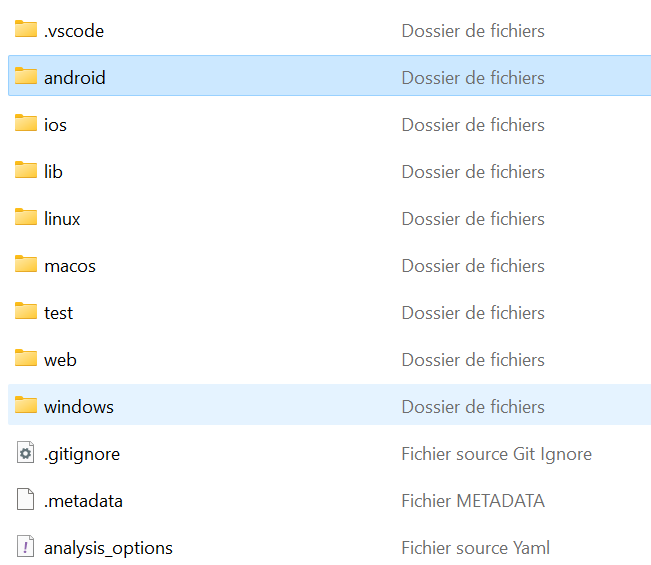 .vscode Dossier de fichiers
android Dossier de fichiers
ios Dossier de fichiers
lib Dossier de fichiers
linux Dossier de fichiers
macos Dossier de fichiers
test Dossier de fichiers
web Dossier de fichiers
windows Dossier de fichiers
.gitignore Fichier source Git Ignore
.metadata Fichier METADATA
analysis_options Fichier source Yaml